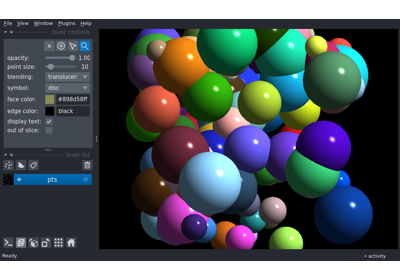 File View Window Plugins Help
layer controls
opacity: 1.00
point size: 10
blending: translucen
symbol: disc
face color: #898d58ff
edge color: black
display text: ✓
out of slice:
layer list
pts
Ready
activity